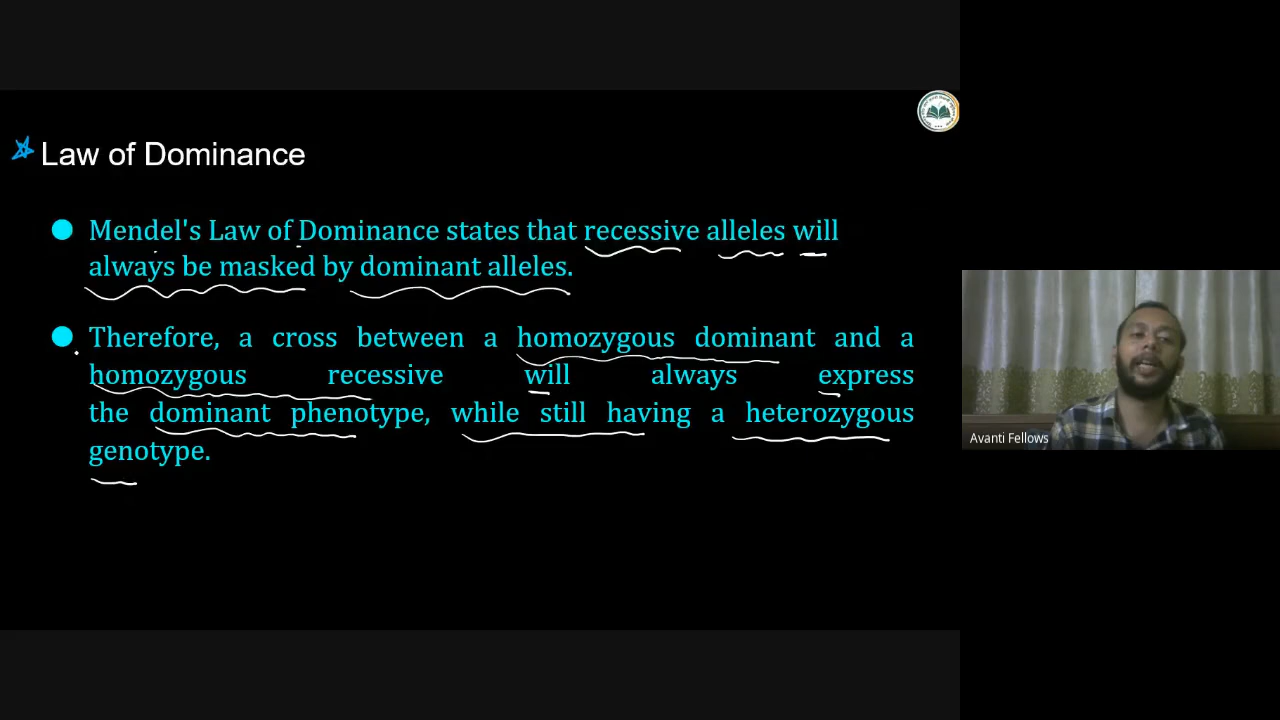 Law of Dominance
Mendel's Law of Dominance states that recessive alleles will
always be masked by dominant alleles.
Therefore, a cross between a homozygous dominant and a
homozygous recessive will always express
the dominant phenotype, while still having a heterozygous
genotype.
Avanti Fellows